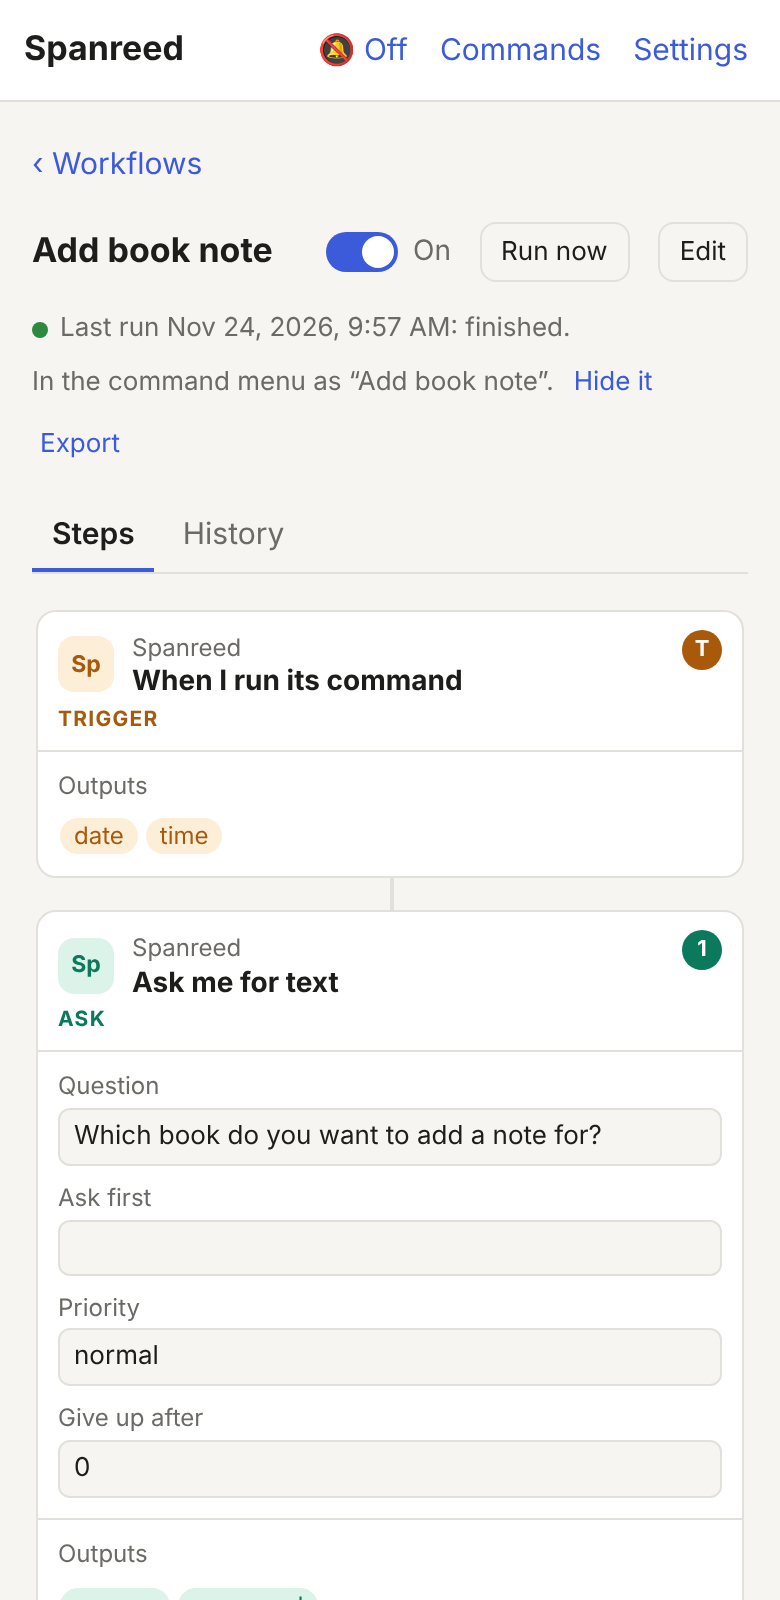 Spanreed
Off
Commands
Settings
‹ Workflows
Add book note
On
Run now
Edit
Last run Nov 24, 2026, 9:57 AM: finished.
In the command menu as “Add book note”. Hide it
Export
Steps
History
Sp
Spanreed
T
When I run its command
TRIGGER
Outputs
date
time
Sp
Spanreed
1
Ask me for text
ASK
Question
Which book do you want to add a note for?
Ask first
Priority
normal
Give up after
0
Outputs